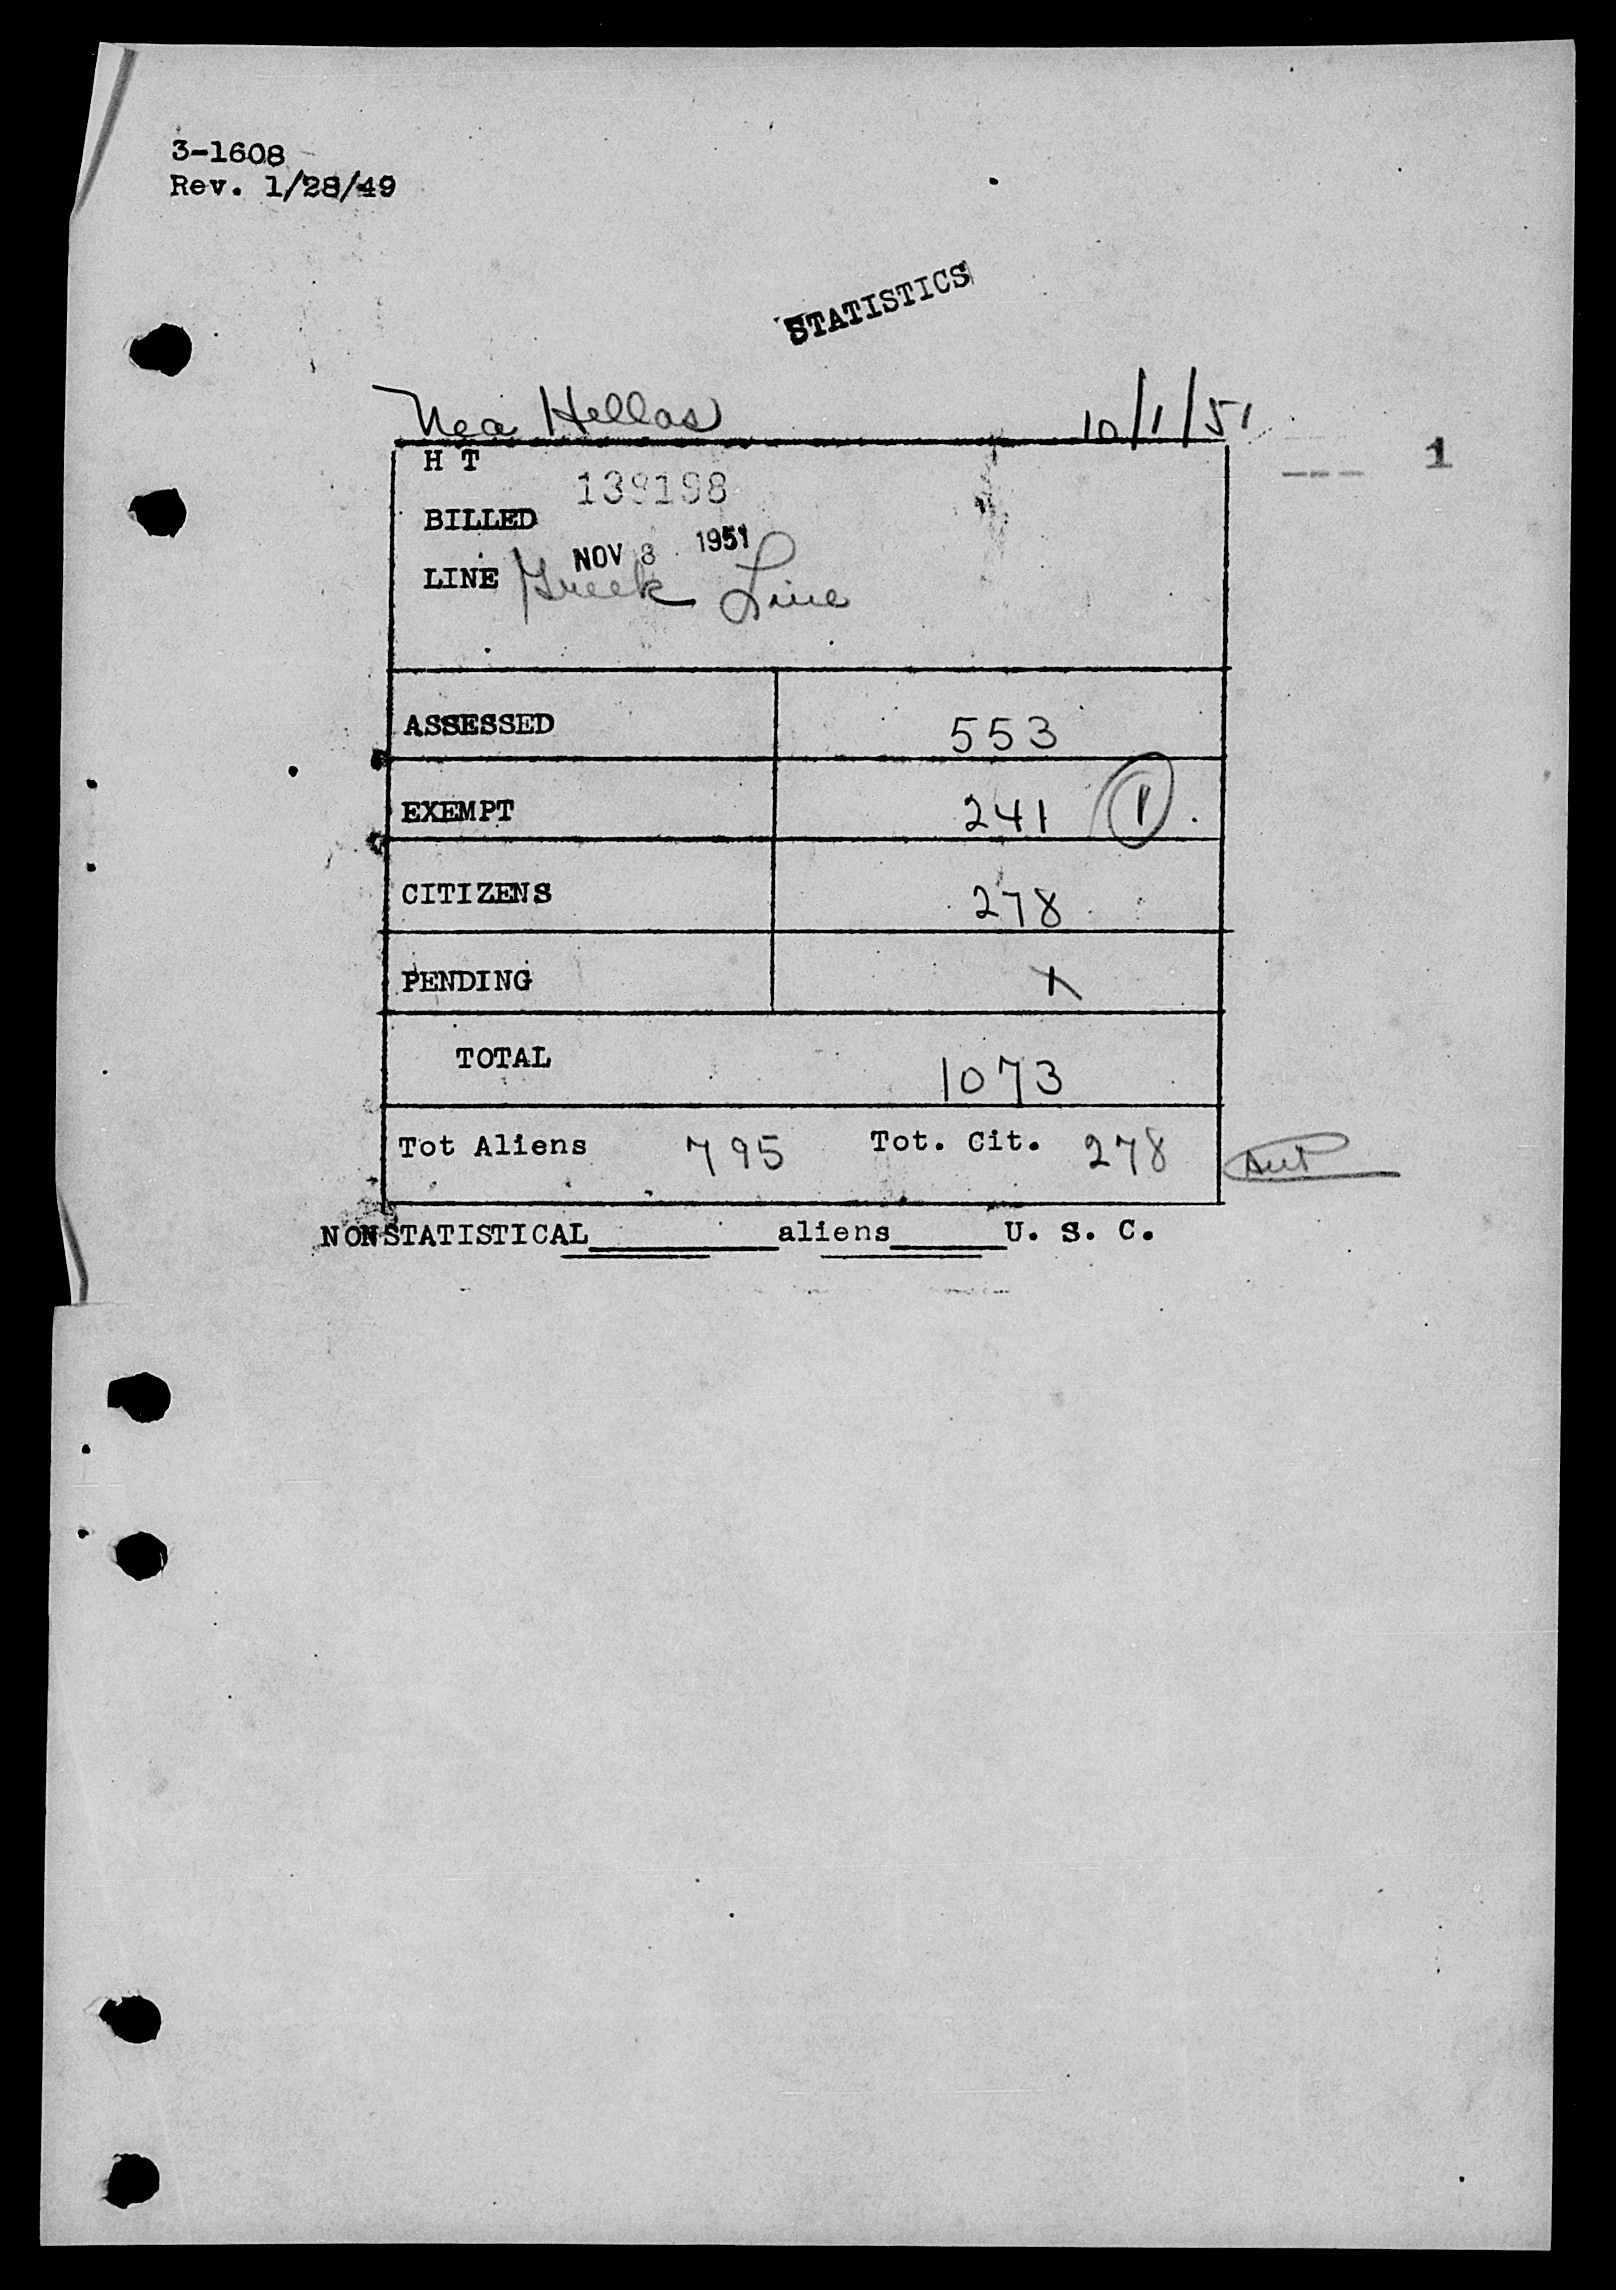 3-1608
Rev. 1/28/49
STATISTICS
Nea Hellas 10/1/51
1
H T
139198
BILLED
NOV 8 1951
LINE Greek Line
ASSESSED 553
EXEMPT 241 1
CITIZENS 278
PENDING X
TOTAL 1073
Tot Aliens 795 Tot. Cit. 278
NONSTATISTICAL aliens U. S. C.